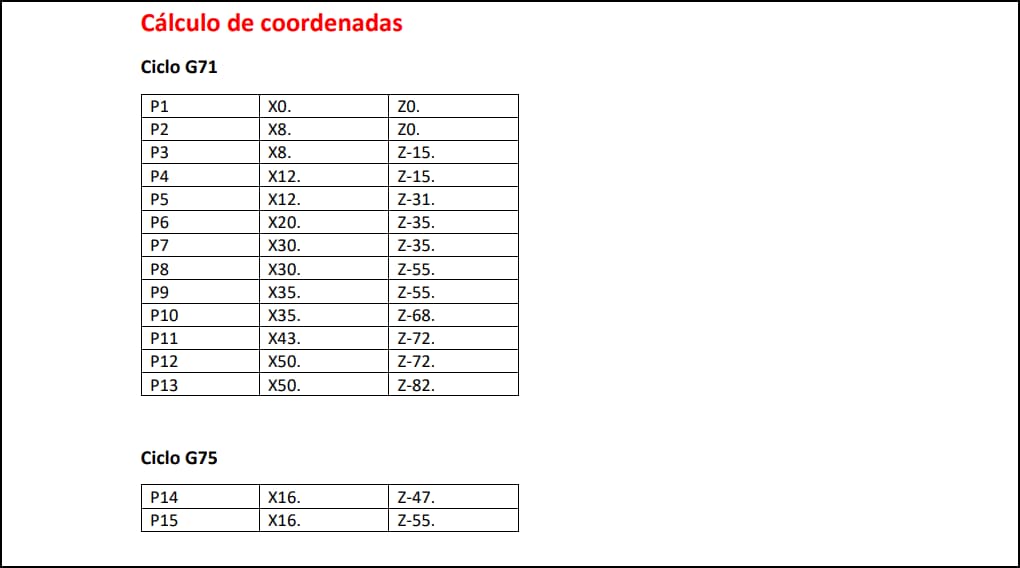 Cálculo de coordenadas
Ciclo G71
P1 X0. Z0.
P2 X8. Z0.
P3 X8. Z-15.
P4 X12. Z-15.
P5 X12. Z-31.
P6 X20. Z-35.
P7 X30. Z-35.
P8 X30. Z-55.
P9 X35. Z-55.
P10 X35. Z-68.
P11 X43. Z-72.
P12 X50. Z-72.
P13 X50. Z-82.
Ciclo G75
P14 X16. Z-47.
P15 X16. Z-55.